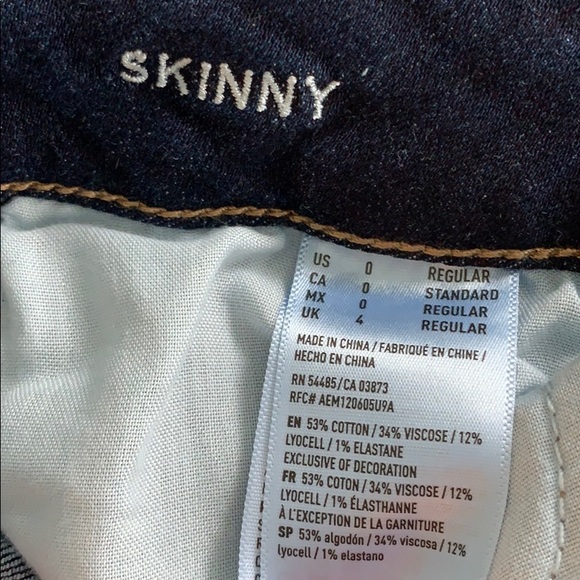 SKINNY
US 0 REGULAR
CA 0 STANDARD
MX 0 REGULAR
UK 4 REGULAR
MADE IN CHINA / FABRIQUÉ EN CHINE /
HECHO EN CHINA
RN 54485/CA 03873
RFC# AEM120605U9A
EN 53% COTTON / 34% VISCOSE / 12%
LYOCELL / 1% ELASTANE
EXCLUSIVE OF DECORATION
FR 53% COTON / 34% VISCOSE / 12%
LYOCELL / 1% ÉLASTHANNE
À L'EXCEPTION DE LA GARNITURE
SP 53% algodón / 34% viscosa / 12%
lyocell / 1% elastano